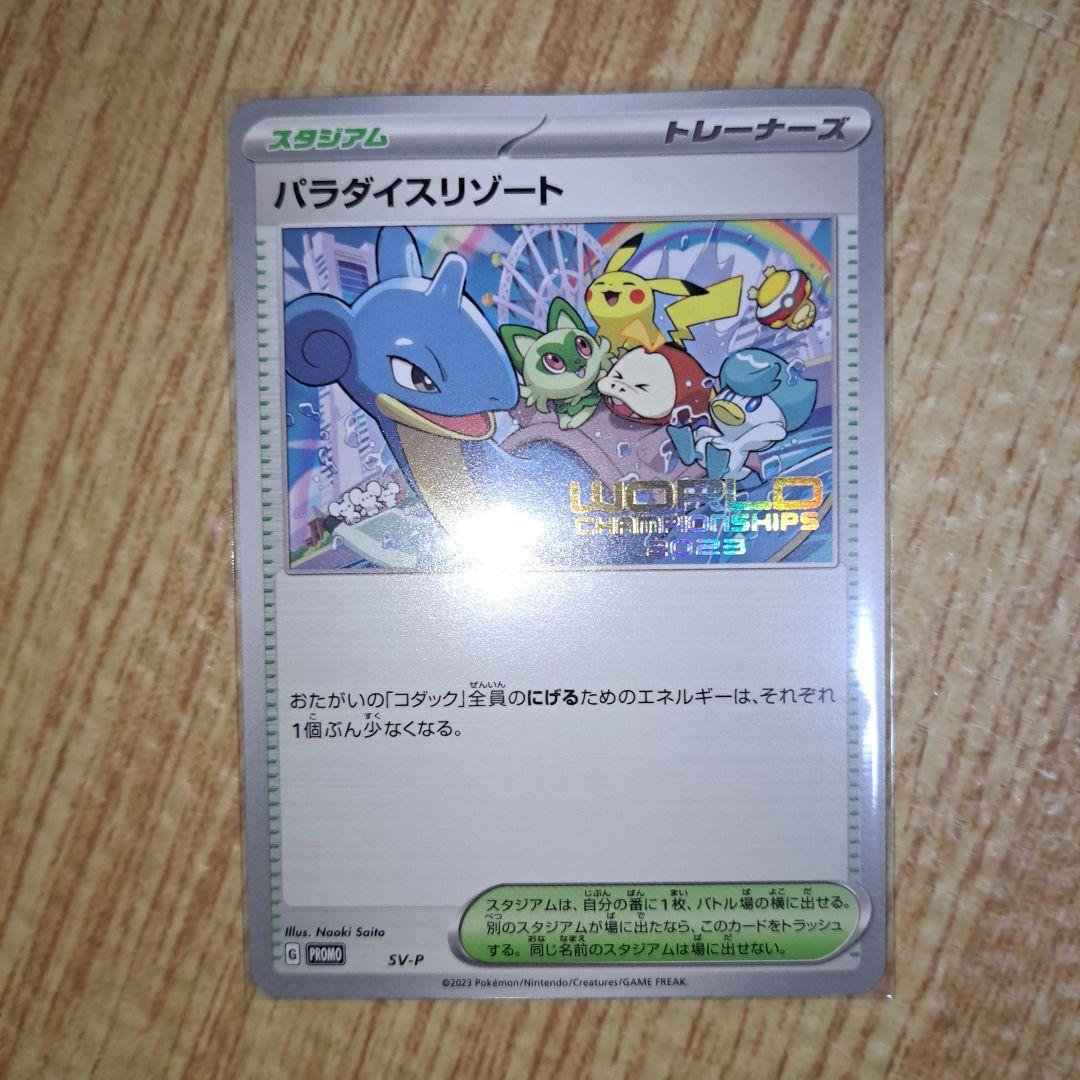 スタジアム
トレーナーズ
パラダイスリゾート
WORLD
CHAMPIONSHIPS
2023
おたがいの「コダック」全員のにげるためのエネルギーは、それぞれ
1個ぶん少なくなる。
スタジアムは、自分の番に1枚、バトル場の横に出せる。
別のスタジアムが場に出たなら、このカードをトラッシュ
する。同じ名前のスタジアムは場に出せない。
Illus. Naoki Saito
G PROMO SV-P
©2023 Pokémon/Nintendo/Creatures/GAME FREAK.